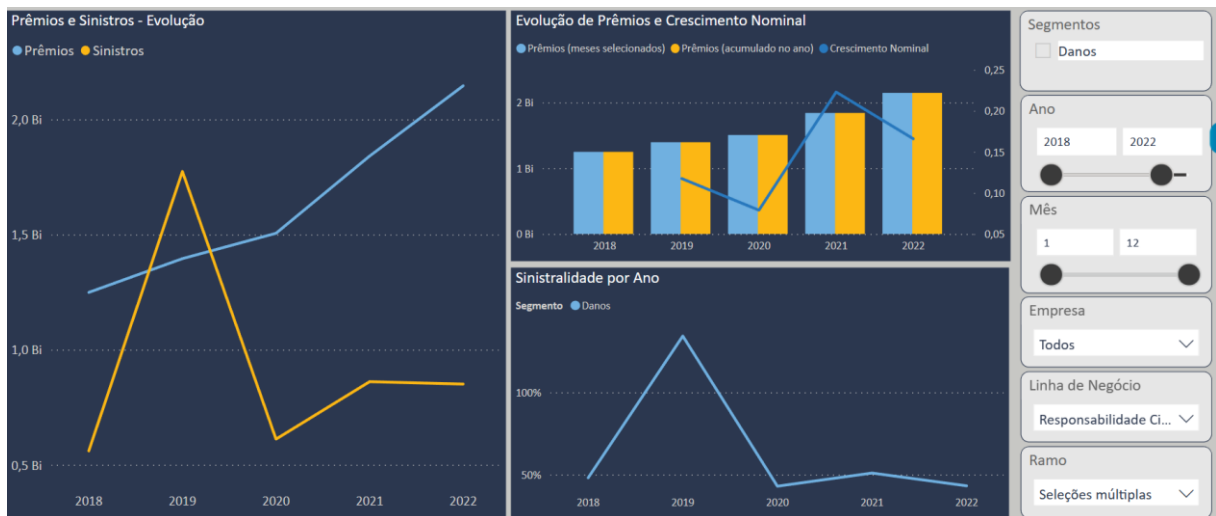 Prêmios e Sinistros - Evolução
Prêmios Sinistros
2,0 Bi
1,5 Bi
1,0 Bi
0,5 Bi
2018 2019 2020 2021 2022
Evolução de Prêmios e Crescimento Nominal
Prêmios (meses selecionados) Prêmios (acumulado no ano) Crescimento Nominal
0,25
2 Bi
0,20
0,15
1 Bi
0,10
0 Bi
0,05
2018 2019 2020 2021 2022
Sinistralidade por Ano
Segmento Danos
100%
50%
2018 2019 2020 2021 2022
Segmentos
Danos
Ano
2018 2022
Mês
1 12
Empresa
Todos
Linha de Negócio
Responsabilidade Ci...
Ramo
Seleções múltiplas